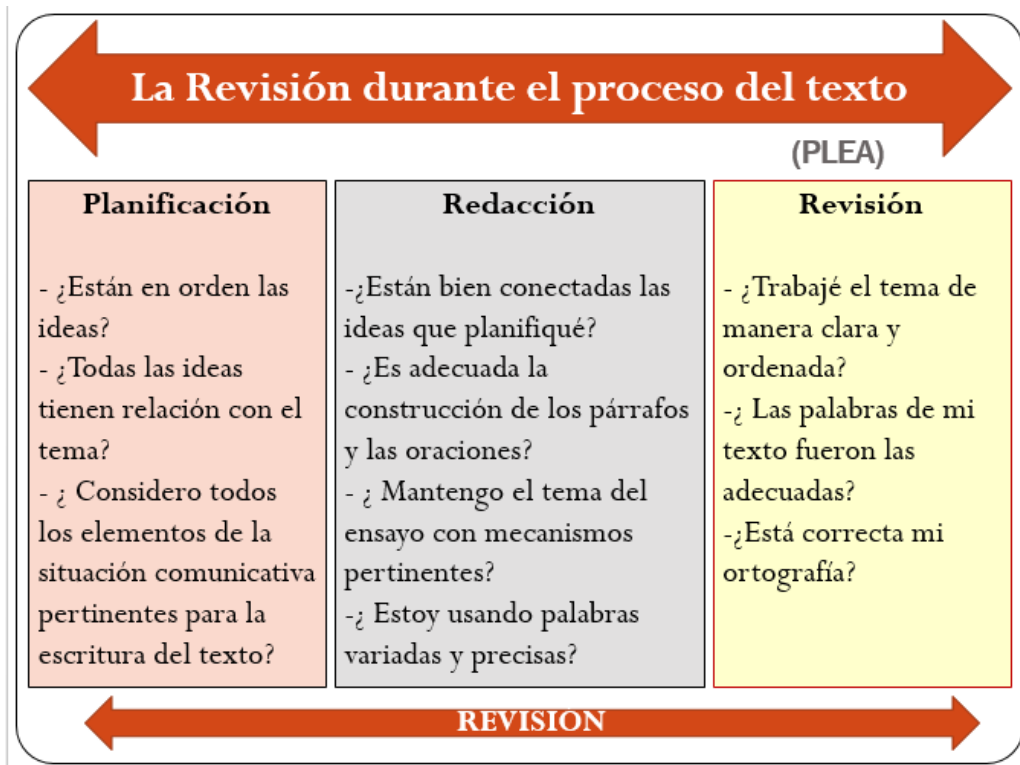 La Revisión durante el proceso del texto
(PLEA)
Planificación
- ¿Están en orden las
ideas?
- ¿Todas las ideas
tienen relación con el
tema?
- ¿ Considero todos
los elementos de la
situación comunicativa
pertinentes para la
escritura del texto?
Redacción
-¿Están bien conectadas las
ideas que planifiqué?
- ¿Es adecuada la
construcción de los párrafos
y las oraciones?
- ¿ Mantengo el tema del
ensayo con mecanismos
pertinentes?
-¿ Estoy usando palabras
variadas y precisas?
Revisión
- ¿Trabajé el tema de
manera clara y
ordenada?
-¿ Las palabras de mi
texto fueron las
adecuadas?
-¿Está correcta mi
ortografía?
REVISIÓN